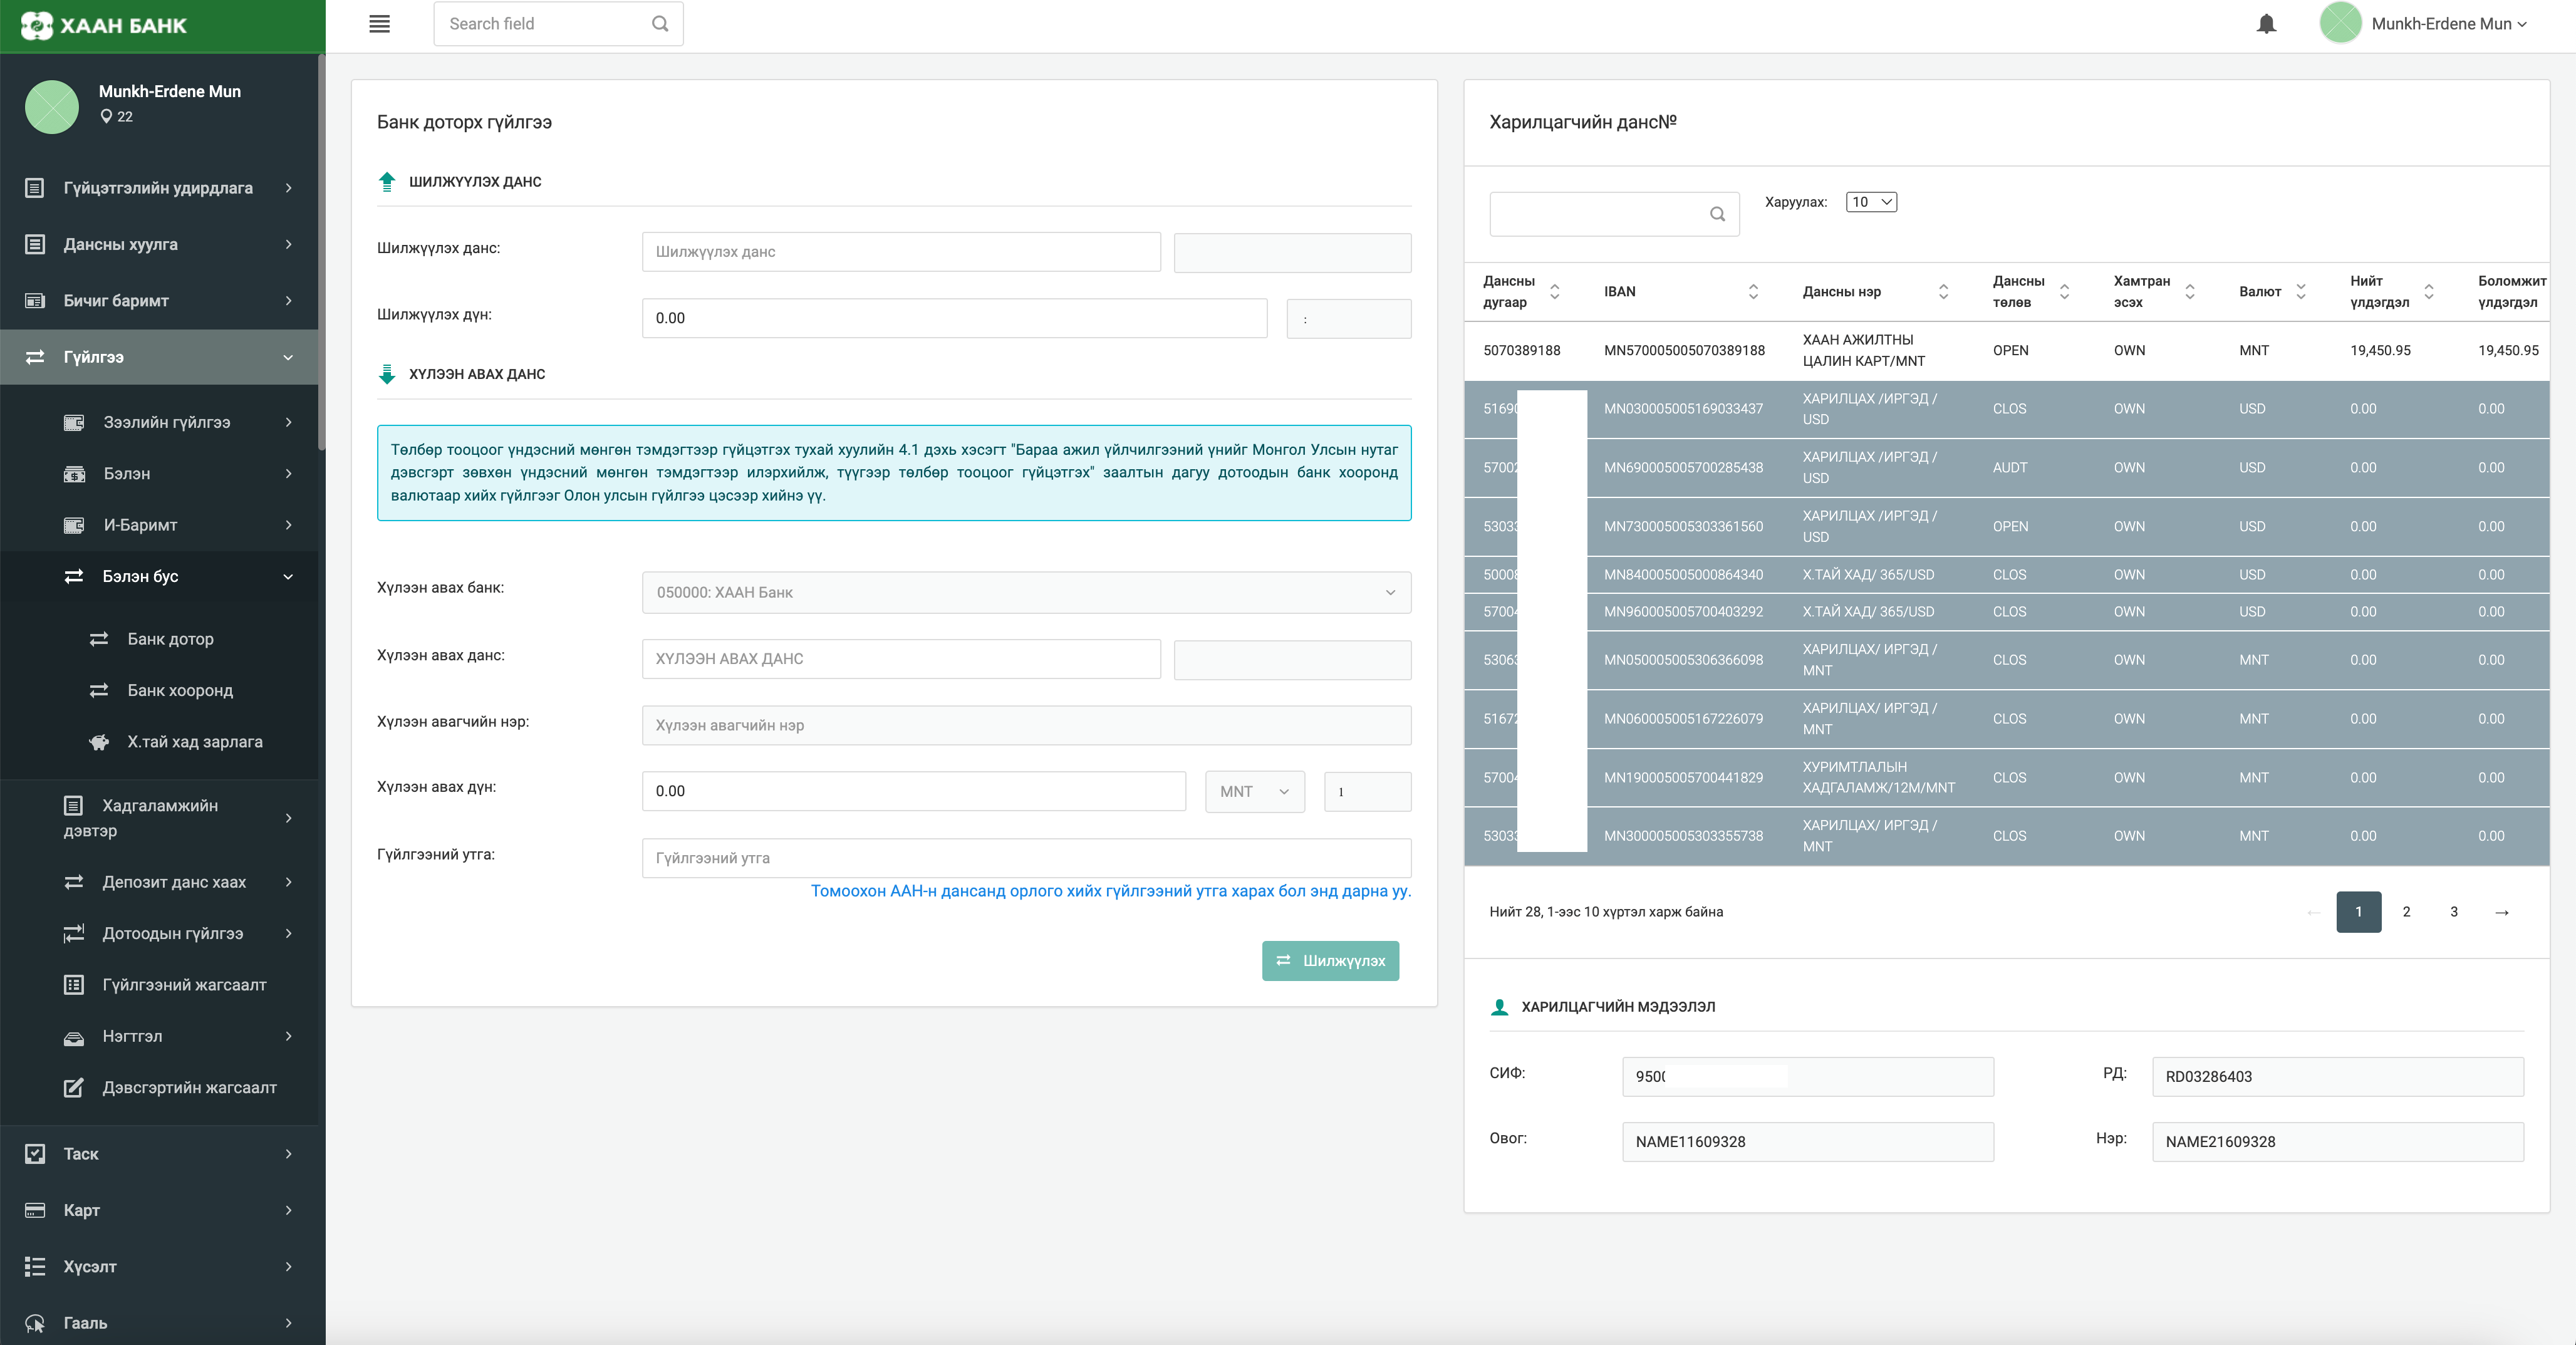 ХААН БАНК
Search field
Munkh-Erdene Mun
Munkh-Erdene Mun
22
Гүйцэтгэлийн удирдлага
Дансны хуулга
Бичиг баримт
Гүйлгээ
Зээлийн гүйлгээ
Бэлэн
И-Баримт
Бэлэн бус
Банк дотор
Банк хооронд
Х.тай хад зарлага
Хадгаламжийн
дэвтэр
Депозит данс хаах
Дотоодын гүйлгээ
Гүйлгээний жагсаалт
Нэгтгэл
Дэвсгэртийн жагсаалт
Таск
Карт
Хүсэлт
Гааль
Банк доторх гүйлгээ
ШИЛЖҮҮЛЭХ ДАНС
Шилжүүлэх данс:
Шилжүүлэх данс
Шилжүүлэх дүн:
0.00
:
ХҮЛЭЭН АВАХ ДАНС
Төлбөр тооцоог үндэсний мөнгөн тэмдэгтээр гүйцэтгэх тухай хуулийн 4.1 дэхь хэсэгт "Бараа ажил үйлчилгээний үнийг Монгол Улсын нутаг
дэвсгэрт зөвхөн үндэсний мөнгөн тэмдэгтээр илэрхийлж, түүгээр төлбөр тооцоог гүйцэтгэх" заалтын дагуу дотоодын банк хооронд
валютаар хийх гүйлгээг Олон улсын гүйлгээ цэсээр хийнэ үү.
Хүлээн авах банк:
050000: ХААН Банк
Хүлээн авах данс:
ХҮЛЭЭН АВАХ ДАНС
Хүлээн авагчийн нэр:
Хүлээн авагчийн нэр
Хүлээн авах дүн:
0.00
MNT
1
Гүйлгээний утга:
Гүйлгээний утга
Томоохон ААН-н дансанд орлого хийх гүйлгээний утга харах бол энд дарна уу.
Шилжүүлэх
Харилцагчийн данс№
Харуулах: 10
Дансны дугаар IBAN Дансны нэр Дансны төлөв Хамтран эсэх Валют Нийт үлдэгдэл Боломжит үлдэгдэл
5070389188 MN570005005070389188 ХААН АЖИЛТНЫ ЦАЛИН КАРТ/MNT OPEN OWN MNT 19,450.95 19,450.95
5169 MN030005005169033437 ХАРИЛЦАХ /ИРГЭД / USD CLOS OWN USD 0.00 0.00
5700 MN690005005700285438 ХАРИЛЦАХ /ИРГЭД / USD AUDT OWN USD 0.00 0.00
5303 MN730005005303361560 ХАРИЛЦАХ /ИРГЭД / USD OPEN OWN USD 0.00 0.00
5000 MN840005005000864340 Х.ТАЙ ХАД/ 365/USD CLOS OWN USD 0.00 0.00
5700 MN960005005700403292 Х.ТАЙ ХАД/ 365/USD CLOS OWN USD 0.00 0.00
5306 MN050005005306366098 ХАРИЛЦАХ/ ИРГЭД / MNT CLOS OWN MNT 0.00 0.00
5167 MN060005005167226079 ХАРИЛЦАХ/ ИРГЭД / MNT CLOS OWN MNT 0.00 0.00
5700 MN190005005700441829 ХУРИМТЛАЛЫН ХАДГАЛАМЖ/12M/MNT CLOS OWN MNT 0.00 0.00
5303 MN300005005303355738 ХАРИЛЦАХ/ ИРГЭД / MNT CLOS OWN MNT 0.00 0.00
Нийт 28, 1-ээс 10 хүртэл харж байна
← 1 2 3 →
ХАРИЛЦАГЧИЙН МЭДЭЭЛЭЛ
СИФ:
950
РД:
RD03286403
Овог:
NAME11609328
Нэр:
NAME21609328